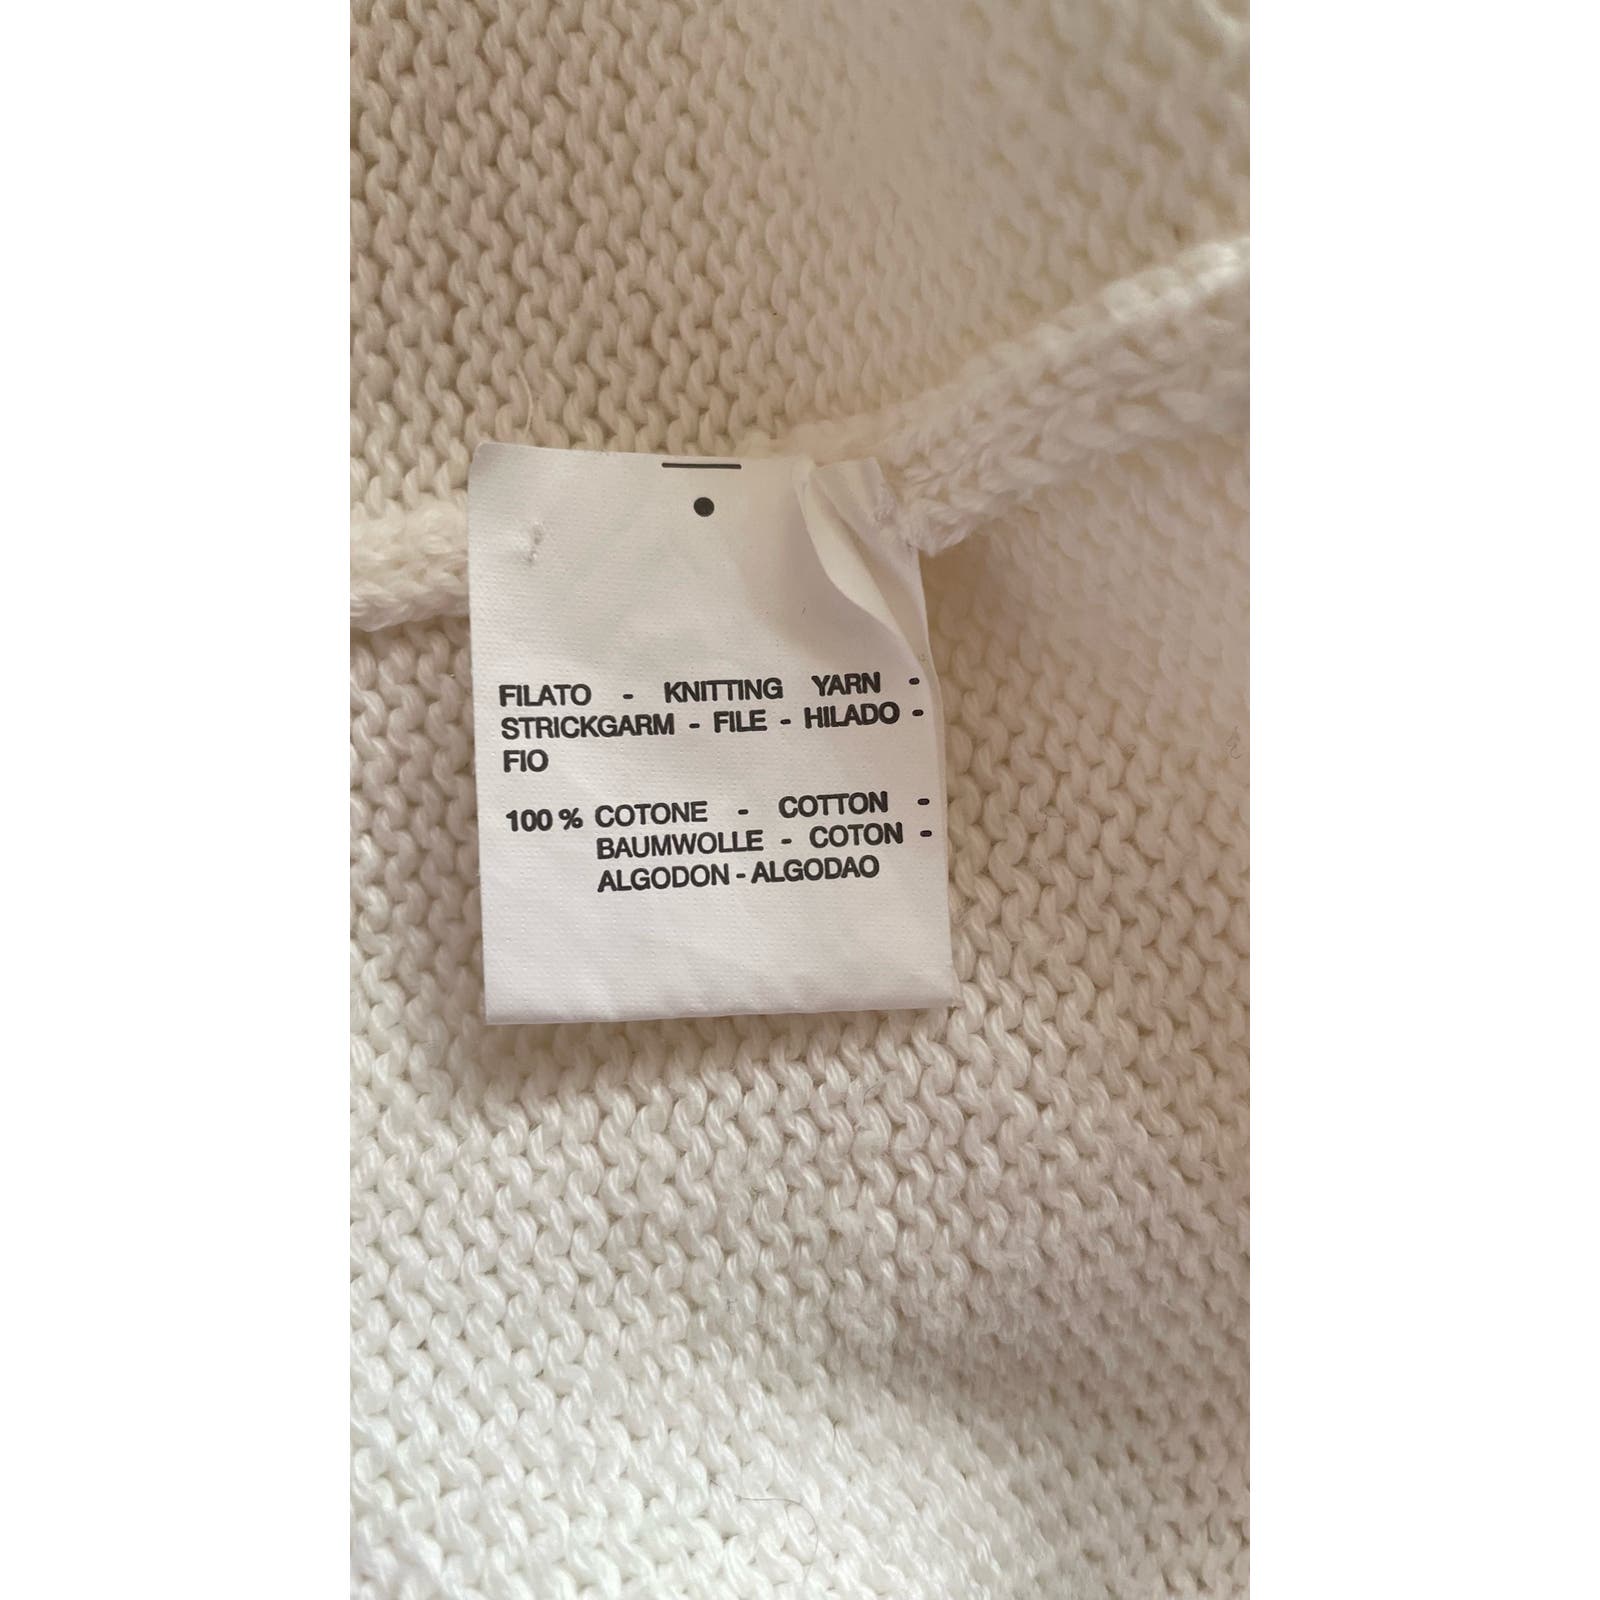 FILATO - KNITTING YARN -
STRICKGARM - FILE - HILADO -
FIO
100 % COTONE - COTTON -
BAUMWOLLE - COTON -
ALGODON - ALGODAO